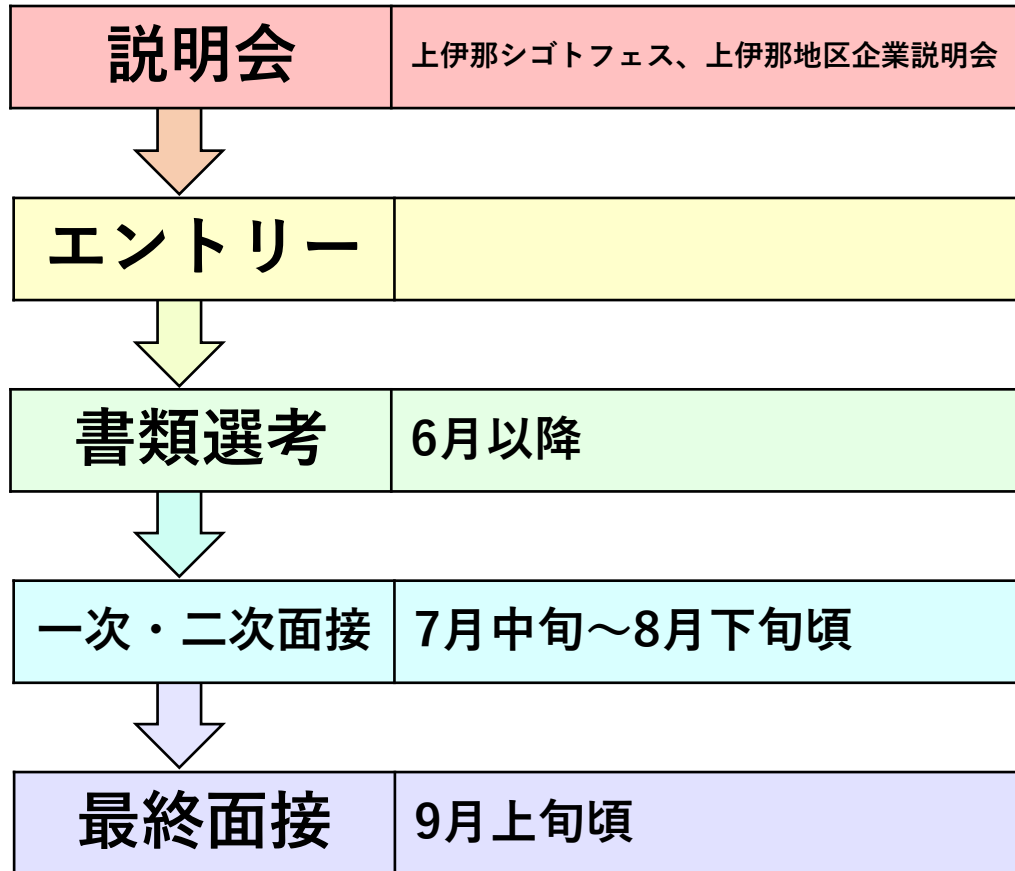 説明会
上伊那シゴトフェス、上伊那地区企業説明会
エントリー
書類選考
6月以降
一次・二次面接
7月中旬～8月下旬頃
最終面接
9月上旬頃